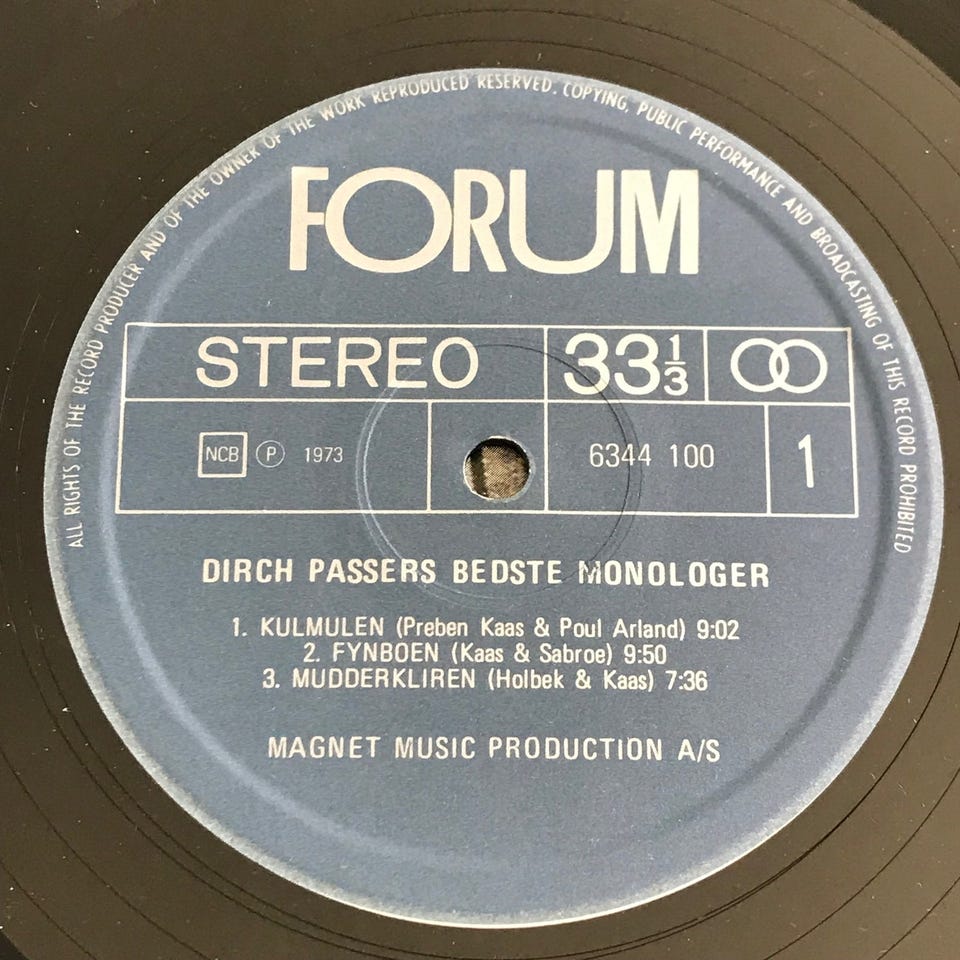 ALL RIGHTS OF THE RECORD PRODUCER AND OF THE OWNER OF THE WORK REPRODUCED RESERVED. COPYING, PUBLIC PERFORMANCE AND BROADCASTING OF THIS RECORD PROHIBITED
FORUM
STEREO 33 1/3
NCB Ⓟ 1973 6344 100 1
DIRCH PASSERS BEDSTE MONOLOGER
1. KULMULEN (Preben Kaas & Poul Arland) 9:02
2. FYNBOEN (Kaas & Sabroe) 9:50
3. MUDDERKLIREN (Holbek & Kaas) 7:36
MAGNET MUSIC PRODUCTION A/S